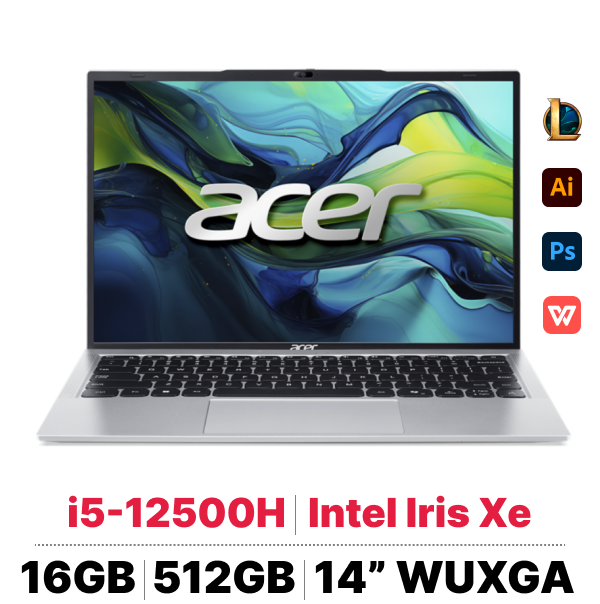 acer
acer
L
Ai
Ps
W
i5-12500H Intel Iris Xe
16GB 512GB 14” WUXGA